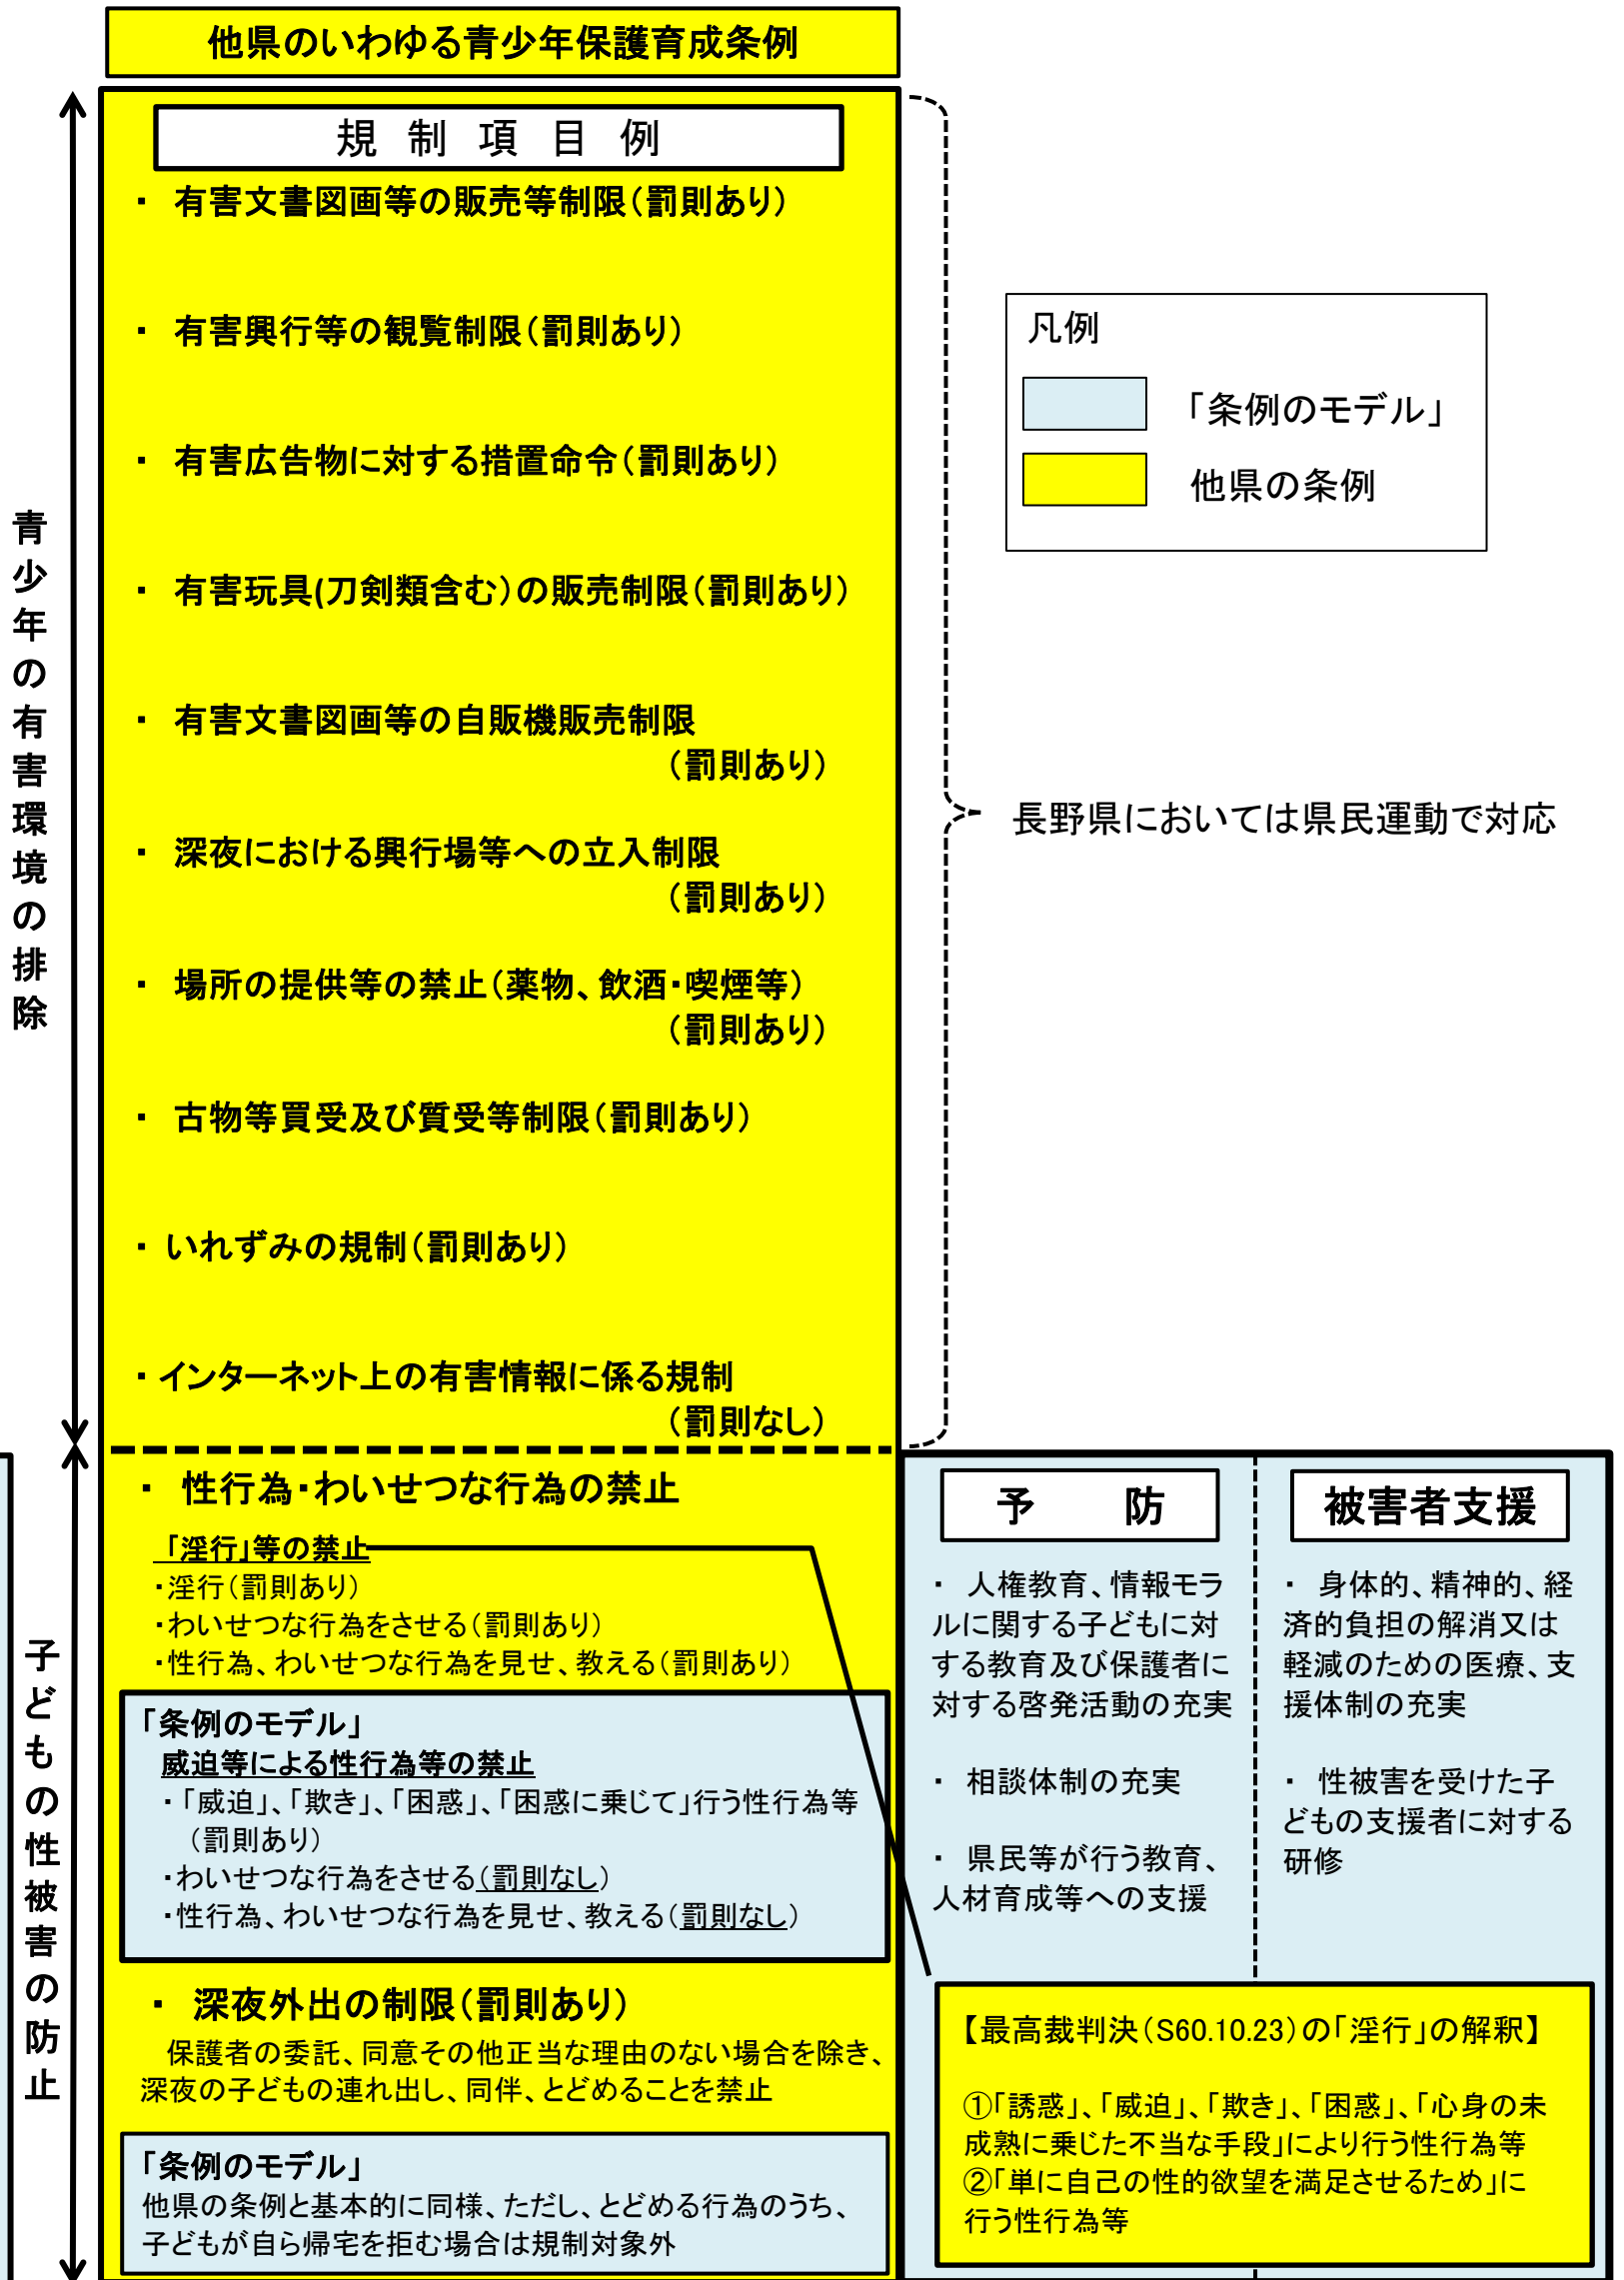 他県のいわゆる青少年保護育成条例
規 制 項 目 例
・ 有害文書図画等の販売等制限(罰則あり)
・ 有害興行等の観覧制限(罰則あり)
・ 有害広告物に対する措置命令(罰則あり)
・ 有害玩具(刀剣類含む)の販売制限(罰則あり)
・ 有害文書図画等の自販機販売制限
(罰則あり)
・ 深夜における興行場等への立入制限
(罰則あり)
・ 場所の提供等の禁止(薬物、飲酒・喫煙等)
(罰則あり)
・ 古物等買受及び質受等制限(罰則あり)
・ いれずみの規制(罰則あり)
・インターネット上の有害情報に係る規制
(罰則なし)
青少年の有害環境の排除
凡例
「条例のモデル」
他県の条例
長野県においては県民運動で対応
子どもの性被害の防止
・ 性行為・わいせつな行為の禁止
「淫行」等の禁止
・淫行(罰則あり)
・わいせつな行為をさせる(罰則あり)
・性行為、わいせつな行為を見せ、教える(罰則あり)
「条例のモデル」
威迫等による性行為等の禁止
・「威迫」、「欺き」、「困惑」、「困惑に乗じて」行う性行為等
(罰則あり)
・わいせつな行為をさせる(罰則なし)
・性行為、わいせつな行為を見せ、教える(罰則なし)
・ 深夜外出の制限(罰則あり)
保護者の委託、同意その他正当な理由のない場合を除き、
深夜の子どもの連れ出し、同伴、とどめることを禁止
「条例のモデル」
他県の条例と基本的に同様、ただし、とどめる行為のうち、
子どもが自ら帰宅を拒む場合は規制対象外
予 防
・ 人権教育、情報モラ
ルに関する子どもに対
する教育及び保護者に
対する啓発活動の充実
・ 相談体制の充実
・ 県民等が行う教育、
人材育成等への支援
被害者支援
・ 身体的、精神的、経
済的負担の解消又は
軽減のための医療、支
援体制の充実
・ 性被害を受けた子
どもの支援者に対する
研修
【最高裁判決(S60.10.23)の「淫行」の解釈】
①「誘惑」、「威迫」、「欺き」、「困惑」、「心身の未
成熟に乗じた不当な手段」により行う性行為等
②「単に自己の性的欲望を満足させるため」に
行う性行為等